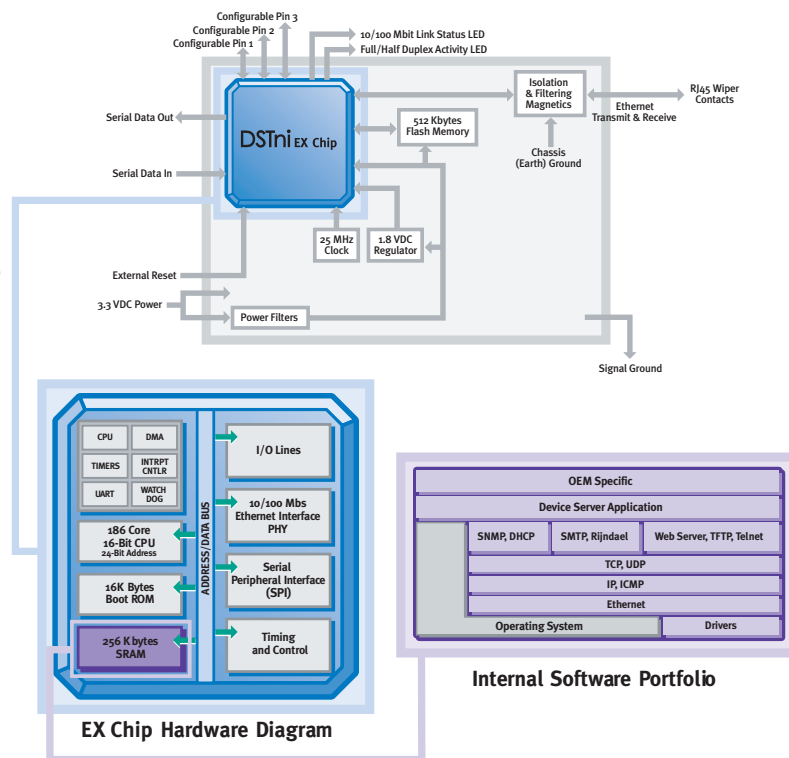 Configurable Pin 3
Configurable Pin 2
Configurable Pin 1
10/100 Mbit Link Status LED
Full/Half Duplex Activity LED
Serial Data Out
Serial Data In
DSTni EX Chip
512 Kbytes
Flash Memory
Isolation
& Filtering
Magnetics
RJ45 Wiper
Contacts
Ethernet
Transmit & Receive
Chassis
(Earth) Ground
25 MHz
Clock
1.8 VDC
Regulator
External Reset
3.3 VDC Power
Power Filters
Signal Ground
CPU
DMA
TIMERS
INTRPT
CNTLR
UART
WATCH
DOG
186 Core
16-Bit CPU
24-Bit Address
16K Bytes
Boot ROM
256 K bytes
SRAM
ADDRESS/DATA BUS
I/O Lines
10/100 Mbs
Ethernet Interface
PHY
Serial
Peripheral Interface
(SPI)
Timing
and Control
EX Chip Hardware Diagram
OEM Specific
Device Server Application
SNMP, DHCP
SMTP, Rijndael
Web Server, TFTP, Telnet
TCP, UDP
IP, ICMP
Ethernet
Operating System
Drivers
Internal Software Portfolio